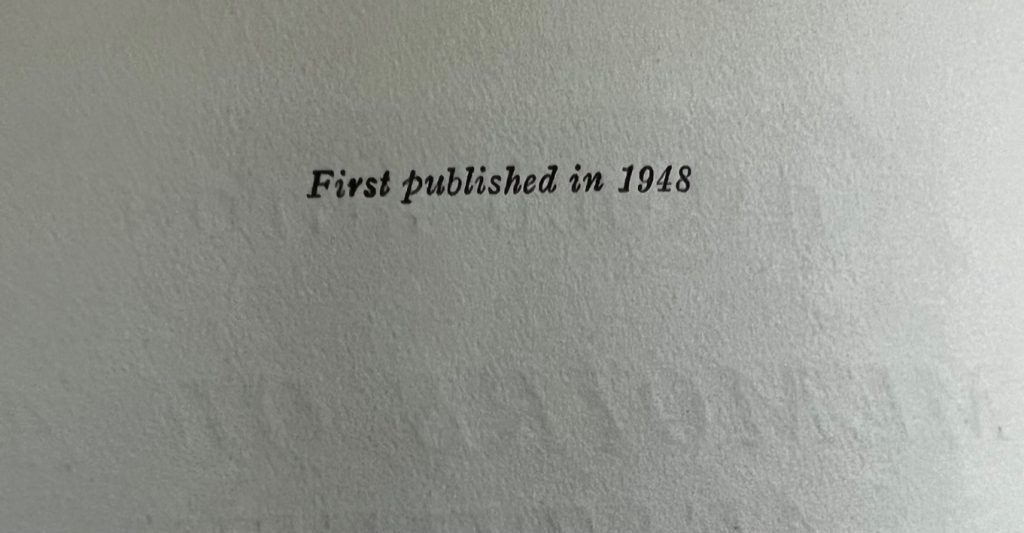 First published in 1948